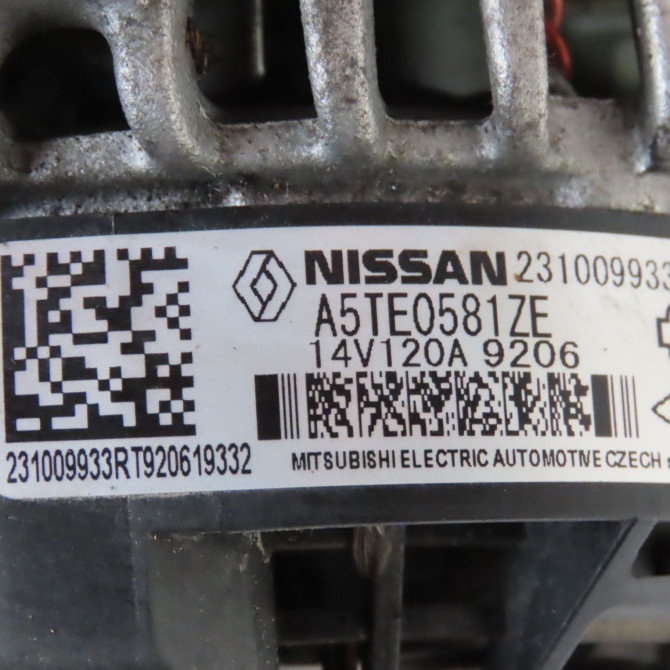 NISSAN 231009933
A5TE0581ZE
14V120A 9206
231009933RT920619332
MITSUBISHI ELECTRIC AUTOMOTIVE CZECH